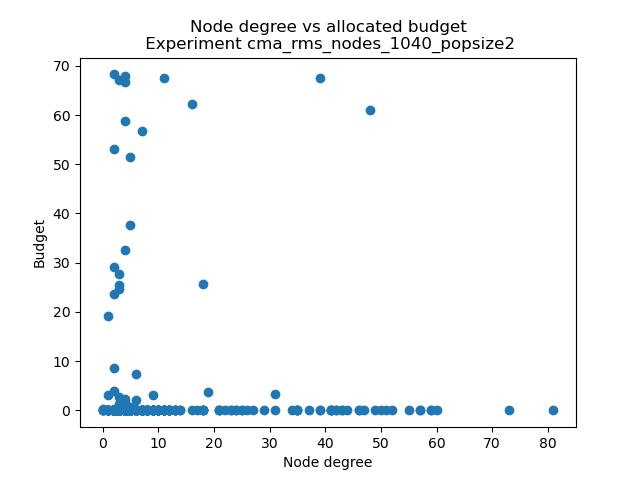 Node degree vs allocated budget
Experiment cma_rms_nodes_1040_popsize2
70
60
50
40
30
20
10
0
Budget
0 10 20 30 40 50 60 70 80
Node degree